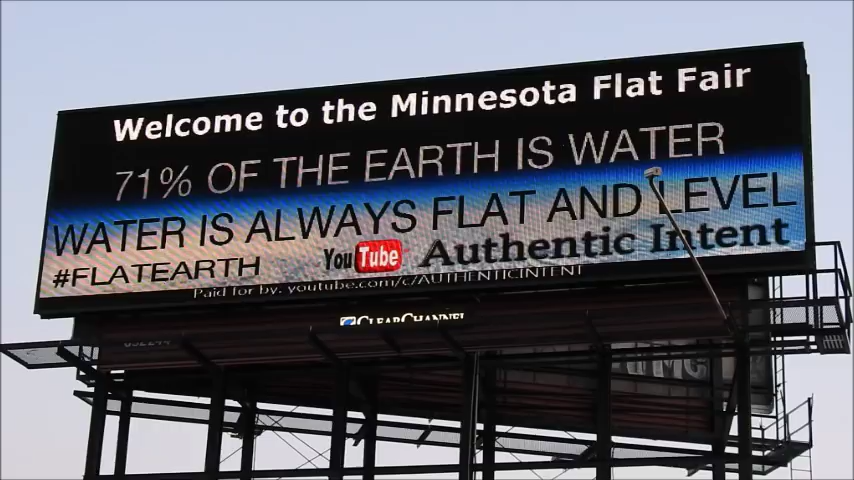 Welcome to the Minnesota Flat Fair
71% OF THE EARTH IS WATER
WATER IS ALWAYS FLAT AND LEVEL
#FLATEARTH YouTube Authentic Intent
Paid for by: youtube.com/c/AUTHENTICINTENT
CLEARCHANNEL